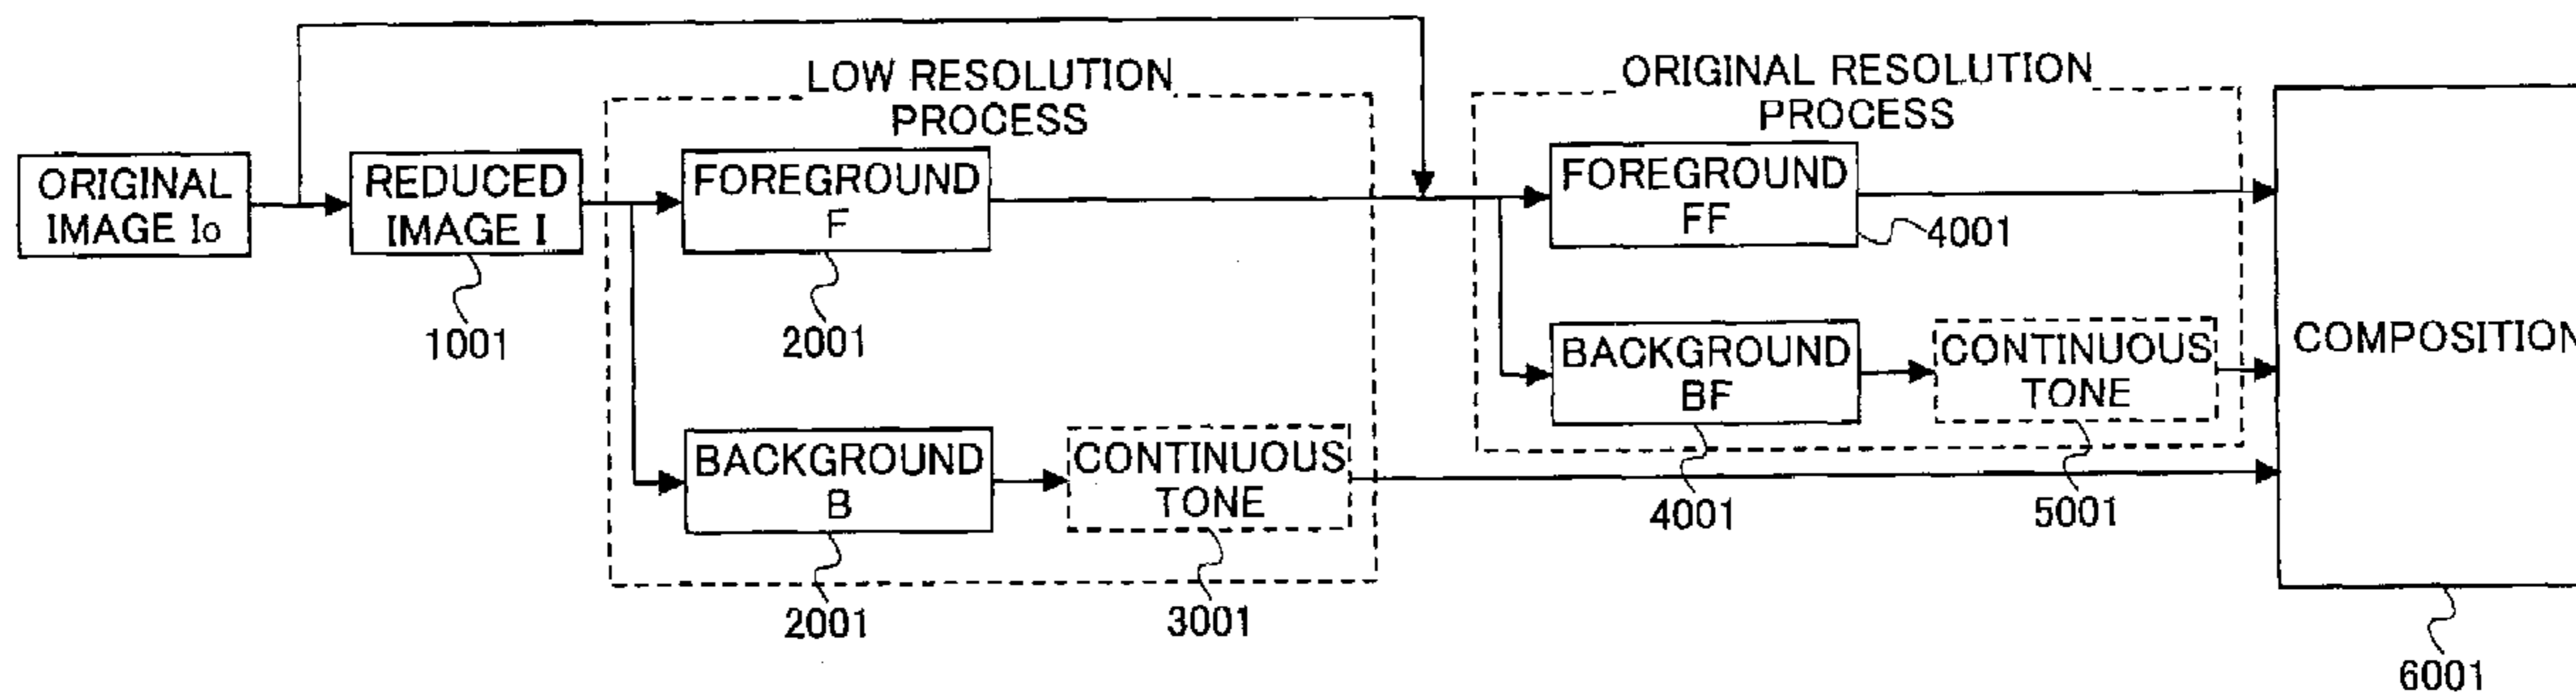 ORIGINAL
IMAGE Io
REDUCED
IMAGE I
1001
LOW RESOLUTION
PROCESS
FOREGROUND
F
2001
BACKGROUND
B
2001
CONTINUOUS
TONE
3001
ORIGINAL RESOLUTION
PROCESS
FOREGROUND
FF
4001
BACKGROUND
BF
4001
CONTINUOUS
TONE
5001
COMPOSITION
6001